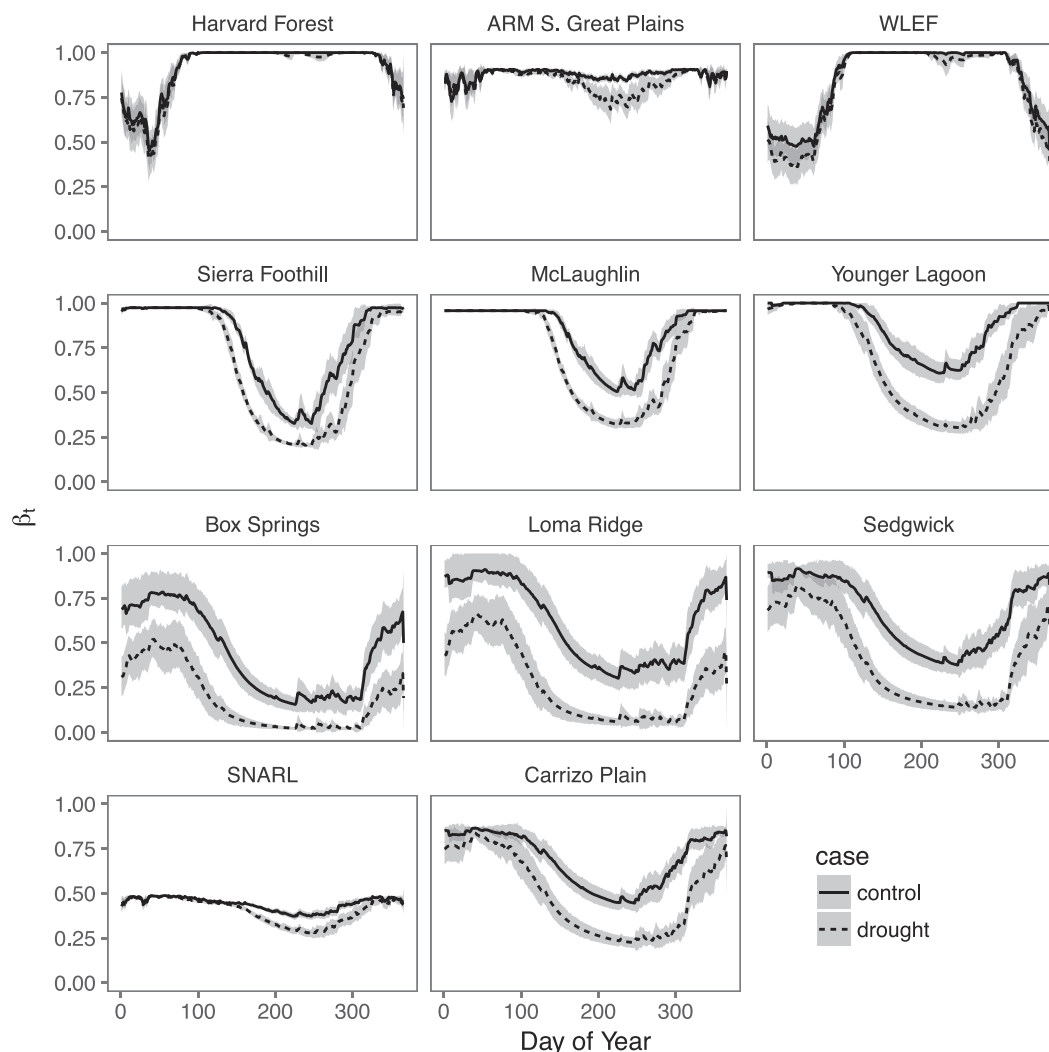 Harvard Forest
ARM S. Great Plains
WLEF
1.00
0.75
0.50
0.25
0.00
Sierra Foothill
McLaughlin
Younger Lagoon
1.00
0.75
0.50
0.25
0.00
βt
Box Springs
Loma Ridge
Sedgwick
1.00
0.75
0.50
0.25
0.00
0 100 200 300
SNARL
Carrizo Plain
1.00
0.75
0.50
0.25
0.00
0 100 200 300
0 100 200 300
Day of Year
case
control
drought